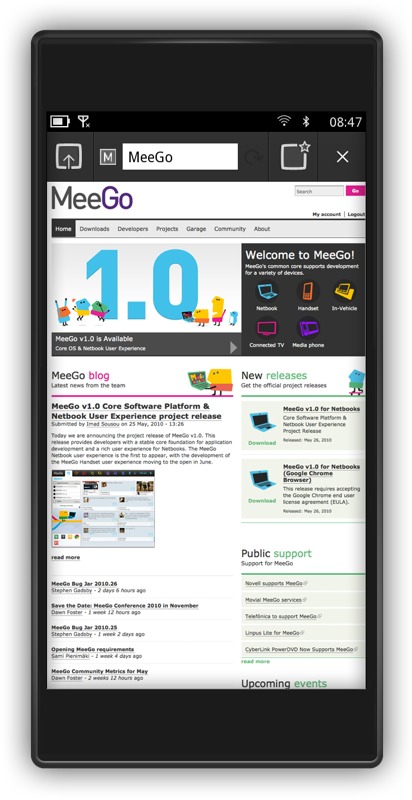 08:47
M MeeGo
MeeGo
Search
Go
My account | Logout
Home Downloads Developers Projects Garage Community About
1.0
MeeGo v1.0 is Available
Core OS & Netbook User Experience
Welcome to MeeGo!
MeeGo's common core supports development
for a variety of devices.
Netbook Handset In-Vehicle
Connected TV Media phone
MeeGo blog
Latest news from the team
MeeGo v1.0 Core Software Platform &
Netbook User Experience project release
Submitted by Imad Sousou on 25 May, 2010 - 13:26
Today we are announcing the project release of MeeGo v1.0. This
release provides developers with a stable core foundation for application
development and a rich user experience for Netbooks. The MeeGo
Netbook user experience is the first to appear, with the development of
the MeeGo Handset user experience moving to the open in June.
read more
MeeGo Bug Jar 2010.26
Stephen Gadsby - 2 days 6 hours ago
Save the Date: MeeGo Conference 2010 in November
Dawn Foster - 1 week 12 hours ago
MeeGo Bug Jar 2010.25
Stephen Gadsby - 1 week 2 days ago
Opening MeeGo requirements
Sami Pienimäki - 1 week 4 days ago
MeeGo Community Metrics for May
Dawn Foster - 2 weeks 12 hours ago
New releases
Get the official project releases
MeeGo v1.0 for Netbooks
Core Software Platform &
Netbook User Experience
Project Release
Download
Released: May 26, 2010
MeeGo v1.0 for Netbooks
(Google Chrome
Browser)
This release requires accepting
the Google Chrome end user
license agreement (EULA).
Download
Released: May 26, 2010
Public support
Support for MeeGo
Novell supports MeeGo
Movial MeeGo services
Telefónica to support MeeGo
Linpus Lite for MeeGo
CyberLink PowerDVD Now Supports MeeGo
read more
Upcoming events